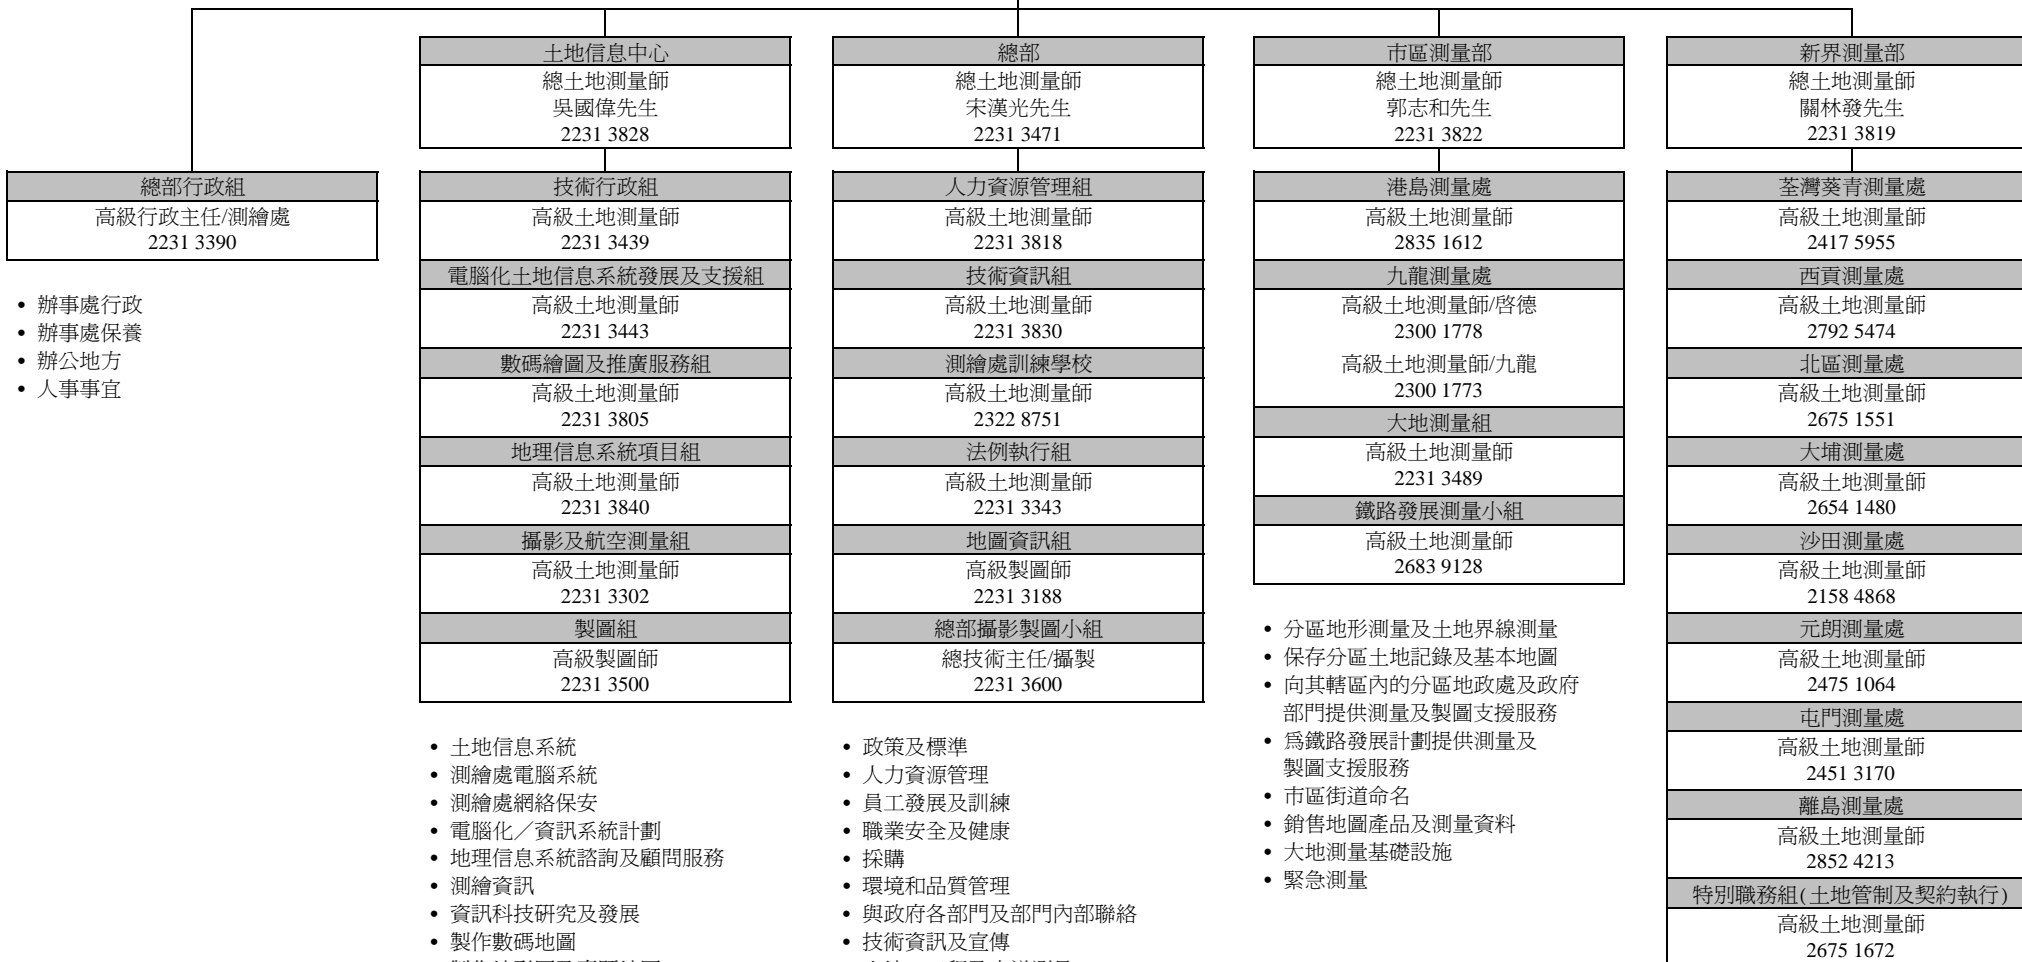 總部行政組
高級行政主任/測繪處
2231 3390
• 辦事處行政
• 辦事處保養
• 辦公地方
• 人事事宜
土地信息中心
總土地測量師
吳國偉先生
2231 3828
技術行政組
高級土地測量師
2231 3439
電腦化土地信息系統發展及支援組
高級土地測量師
2231 3443
數碼繪圖及推廣服務組
高級土地測量師
2231 3805
地理信息系統項目組
高級土地測量師
2231 3840
攝影及航空測量組
高級土地測量師
2231 3302
製圖組
高級製圖師
2231 3500
• 土地信息系統
• 測繪處電腦系統
• 測繪處網絡保安
• 電腦化／資訊系統計劃
• 地理信息系統諮詢及顧問服務
• 測繪資訊
• 資訊科技研究及發展
• 製作數碼地圖
總部
總土地測量師
宋漢光先生
2231 3471
人力資源管理組
高級土地測量師
2231 3818
技術資訊組
高級土地測量師
2231 3830
測繪處訓練學校
高級土地測量師
2322 8751
法例執行組
高級土地測量師
2231 3343
地圖資訊組
高級製圖師
2231 3188
總部攝影製圖小組
總技術主任/攝製
2231 3600
• 政策及標準
• 人力資源管理
• 員工發展及訓練
• 職業安全及健康
• 採購
• 環境和品質管理
• 與政府各部門及部門內部聯絡
• 技術資訊及宣傳
市區測量部
總土地測量師
郭志和先生
2231 3822
港島測量處
高級土地測量師
2835 1612
九龍測量處
高級土地測量師/啓德
2300 1778
高級土地測量師/九龍
2300 1773
大地測量組
高級土地測量師
2231 3489
鐵路發展測量小組
高級土地測量師
2683 9128
• 分區地形測量及土地界線測量
• 保存分區土地記錄及基本地圖
• 向其轄區內的分區地政處及政府
部門提供測量及製圖支援服務
• 爲鐵路發展計劃提供測量及
製圖支援服務
• 市區街道命名
• 銷售地圖產品及測量資料
• 大地測量基礎設施
• 緊急測量
新界測量部
總土地測量師
關林發先生
2231 3819
荃灣葵青測量處
高級土地測量師
2417 5955
西貢測量處
高級土地測量師
2792 5474
北區測量處
高級土地測量師
2675 1551
大埔測量處
高級土地測量師
2654 1480
沙田測量處
高級土地測量師
2158 4868
元朗測量處
高級土地測量師
2475 1064
屯門測量處
高級土地測量師
2451 3170
離島測量處
高級土地測量師
2852 4213
特別職務組(土地管制及契約執行)
高級土地測量師
2675 1672